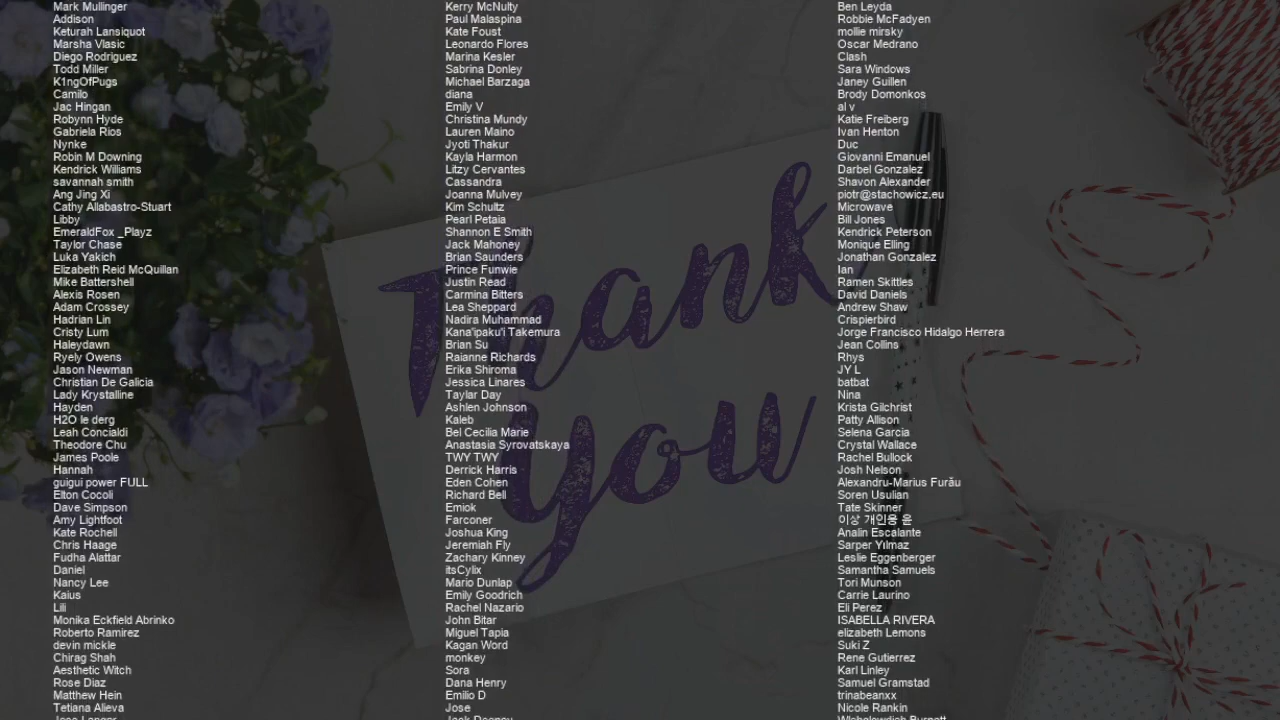 Mark Mullinger
Addison
Keturah Lansiquot
Marsha Vlasic
Diego Rodriguez
Todd Miller
K1ngOfPugs
Camilo
Jac Hingan
Robynn Hyde
Gabriela Rios
Nynke
Robin M Downing
Kendrick Williams
savannah smith
Ang Jing Xi
Cathy Allabastro-Stuart
Libby
EmeraldFox _Playz
Taylor Chase
Luka Yakich
Elizabeth Reid McQuillan
Mike Battershell
Alexis Rosen
Adam Crossey
Hadrian Lin
Cristy Lum
Haleydawn
Ryely Owens
Jason Newman
Christian De Galicia
Lady Krystalline
Hayden
H2O le derg
Leah Concialdi
Theodore Chu
James Poole
Hannah
guigui power FULL
Elton Cocoli
Dave Simpson
Amy Lightfoot
Kate Rochell
Chris Haage
Fudha Alattar
Daniel
Nancy Lee
Kaius
Lili
Monika Eckfield Abrinko
Roberto Ramirez
devin mickle
Chirag Shah
Aesthetic Witch
Rose Diaz
Matthew Hein
Tetiana Alieva
Kerry McNulty
Paul Malaspina
Kate Foust
Leonardo Flores
Marina Kesler
Sabrina Donley
Michael Barzaga
diana
Emily V
Christina Mundy
Lauren Maino
Jyoti Thakur
Kayla Harmon
Litzy Cervantes
Cassandra
Joanna Mulvey
Kim Schultz
Pearl Petaia
Shannon E Smith
Jack Mahoney
Brian Saunders
Prince Funwie
Justin Read
Carmina Bitters
Lea Sheppard
Nadira Muhammad
Kana'ipaku'i Takemura
Brian Su
Raianne Richards
Erika Shiroma
Jessica Linares
Taylar Day
Ashlen Johnson
Kaleb
Bel Cecilia Marie
Anastasia Syrovatskaya
TWY TWY
Derrick Harris
Eden Cohen
Richard Bell
Emiok
Farconer
Joshua King
Jeremiah Fly
Zachary Kinney
itsCylix
Mario Dunlap
Emily Goodrich
Rachel Nazario
John Bitar
Miguel Tapia
Kagan Word
monkey
Sora
Dana Henry
Emilio D
Jose
Ben Leyda
Robbie McFadyen
mollie mirsky
Oscar Medrano
Clash
Sara Windows
Janey Guillen
Brody Domonkos
al v
Katie Freiberg
Ivan Henton
Duc
Giovanni Emanuel
Darbel Gonzalez
Shavon Alexander
piotr@stachowicz.eu
Microwave
Bill Jones
Kendrick Peterson
Monique Elling
Jonathan Gonzalez
Ian
Ramen Skittles
David Daniels
Andrew Shaw
Crispierbird
Jorge Francisco Hidalgo Herrera
Jean Collins
Rhys
JY L
batbat
Nina
Krista Gilchrist
Patty Allison
Selena Garcia
Crystal Wallace
Rachel Bullock
Josh Nelson
Alexandru-Marius Furău
Soren Usulian
Tate Skinner
이상 개인용 윤
Analin Escalante
Sarper Yılmaz
Leslie Eggenberger
Samantha Samuels
Tori Munson
Carrie Laurino
Eli Perez
ISABELLA RIVERA
elizabeth Lemons
Suki Z
Rene Gutierrez
Karl Linley
Samuel Gramstad
trinabeanxx
Nicole Rankin
Thank
you